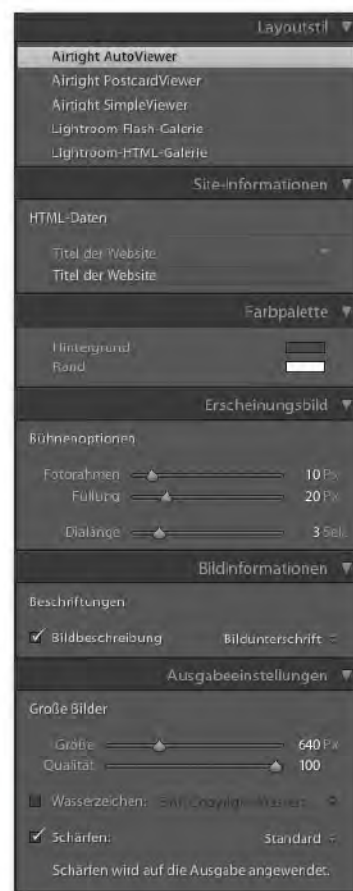 Layoutstil
Airtight AutoViewer
Airtight PostcardViewer
Airtight SimpleViewer
Lightroom-Flash-Galerie
Lightroom-HTML-Galerie
Site-Informationen
HTML-Daten
Titel der Website
Titel der Website
Farbpalette
Hintergrund
Rand
Erscheinungsbild
Bühnenoptionen
Fotorahmen 10 Px
Füllung 20 Px
Dialänge 3 Sek.
Bildinformationen
Beschriftungen
Bildbeschreibung Bildunterschrift
Ausgabeeinstellungen
Große Bilder
Größe 640 Px
Qualität 100
Wasserzeichen:
Schärfen: Standard
Schärfen wird auf die Ausgabe angewendet.